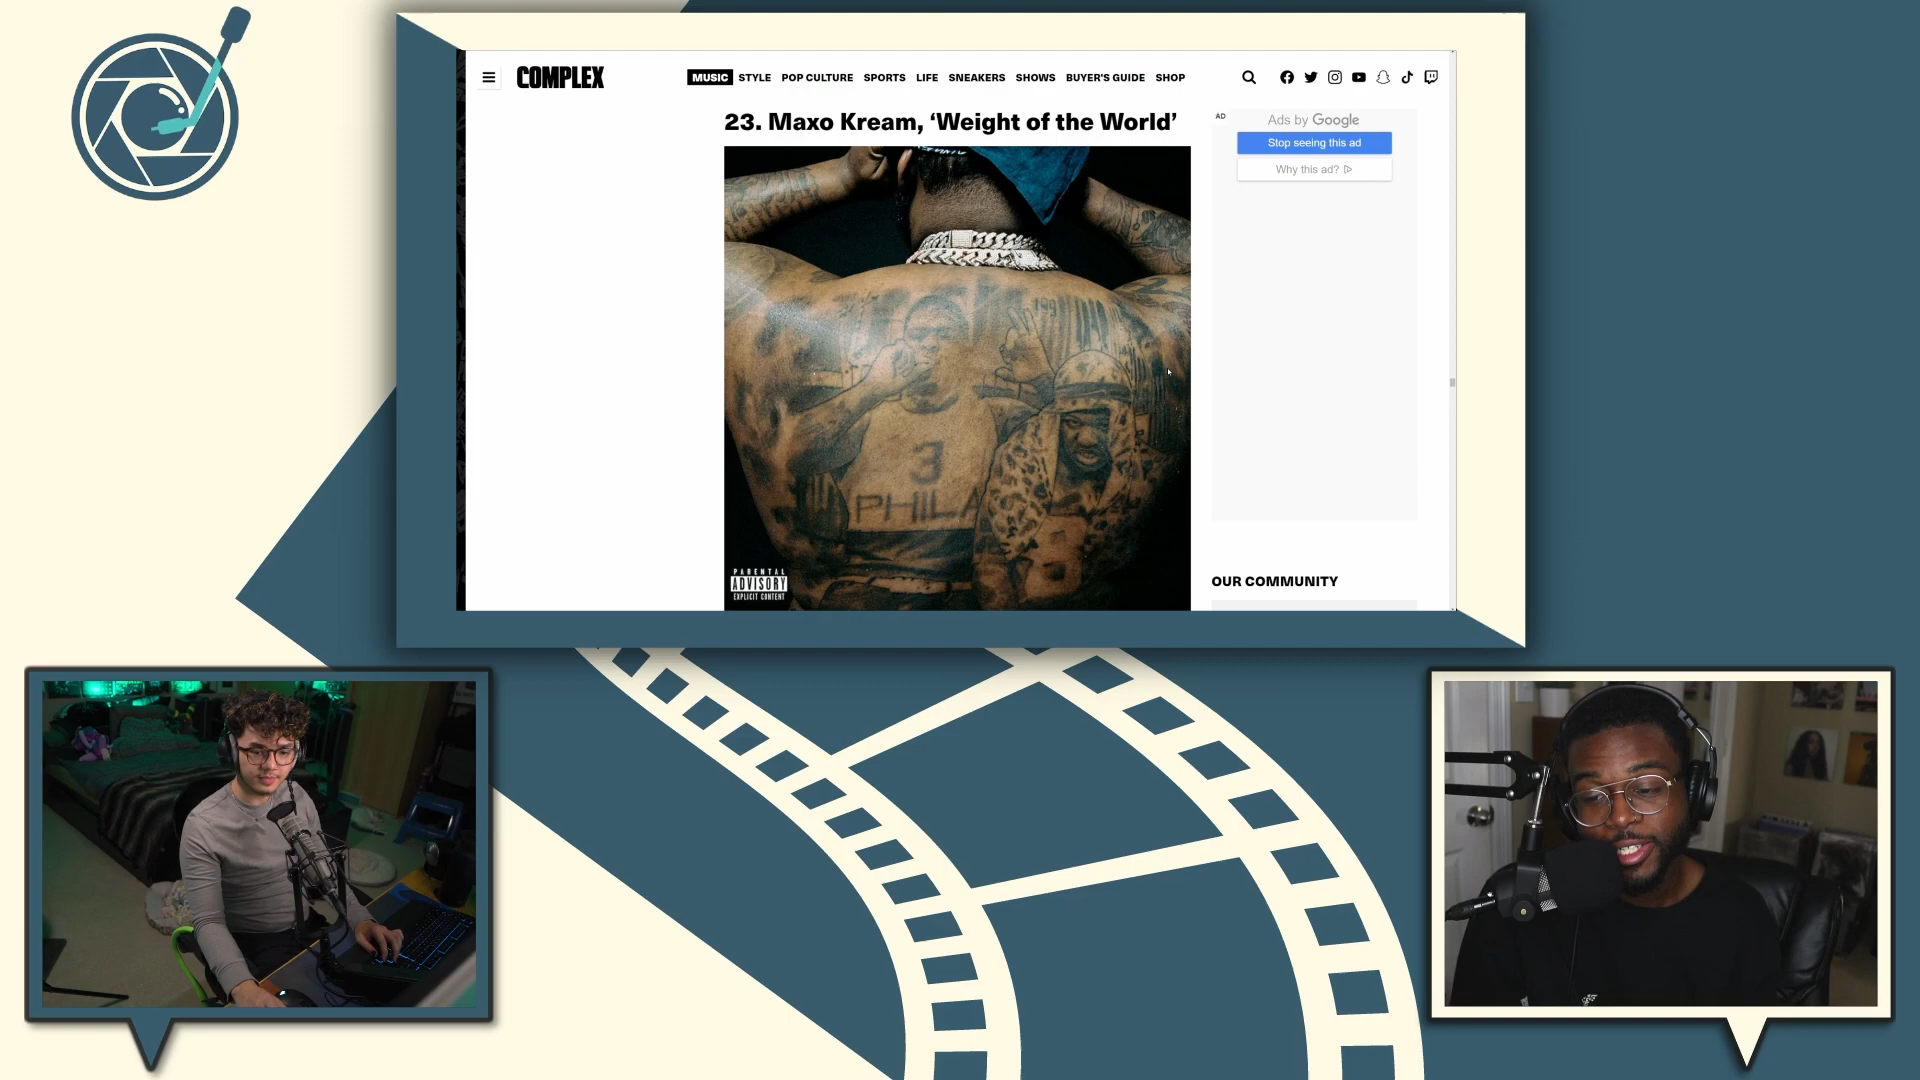 COMPLEX
MUSIC STYLE POP CULTURE SPORTS LIFE SNEAKERS SHOWS BUYER'S GUIDE SHOP
23. Maxo Kream, ‘Weight of the World’
AD
Ads by Google
Stop seeing this ad
Why this ad?
199
3
PHILA
PARENTAL
ADVISORY
EXPLICIT CONTENT
OUR COMMUNITY